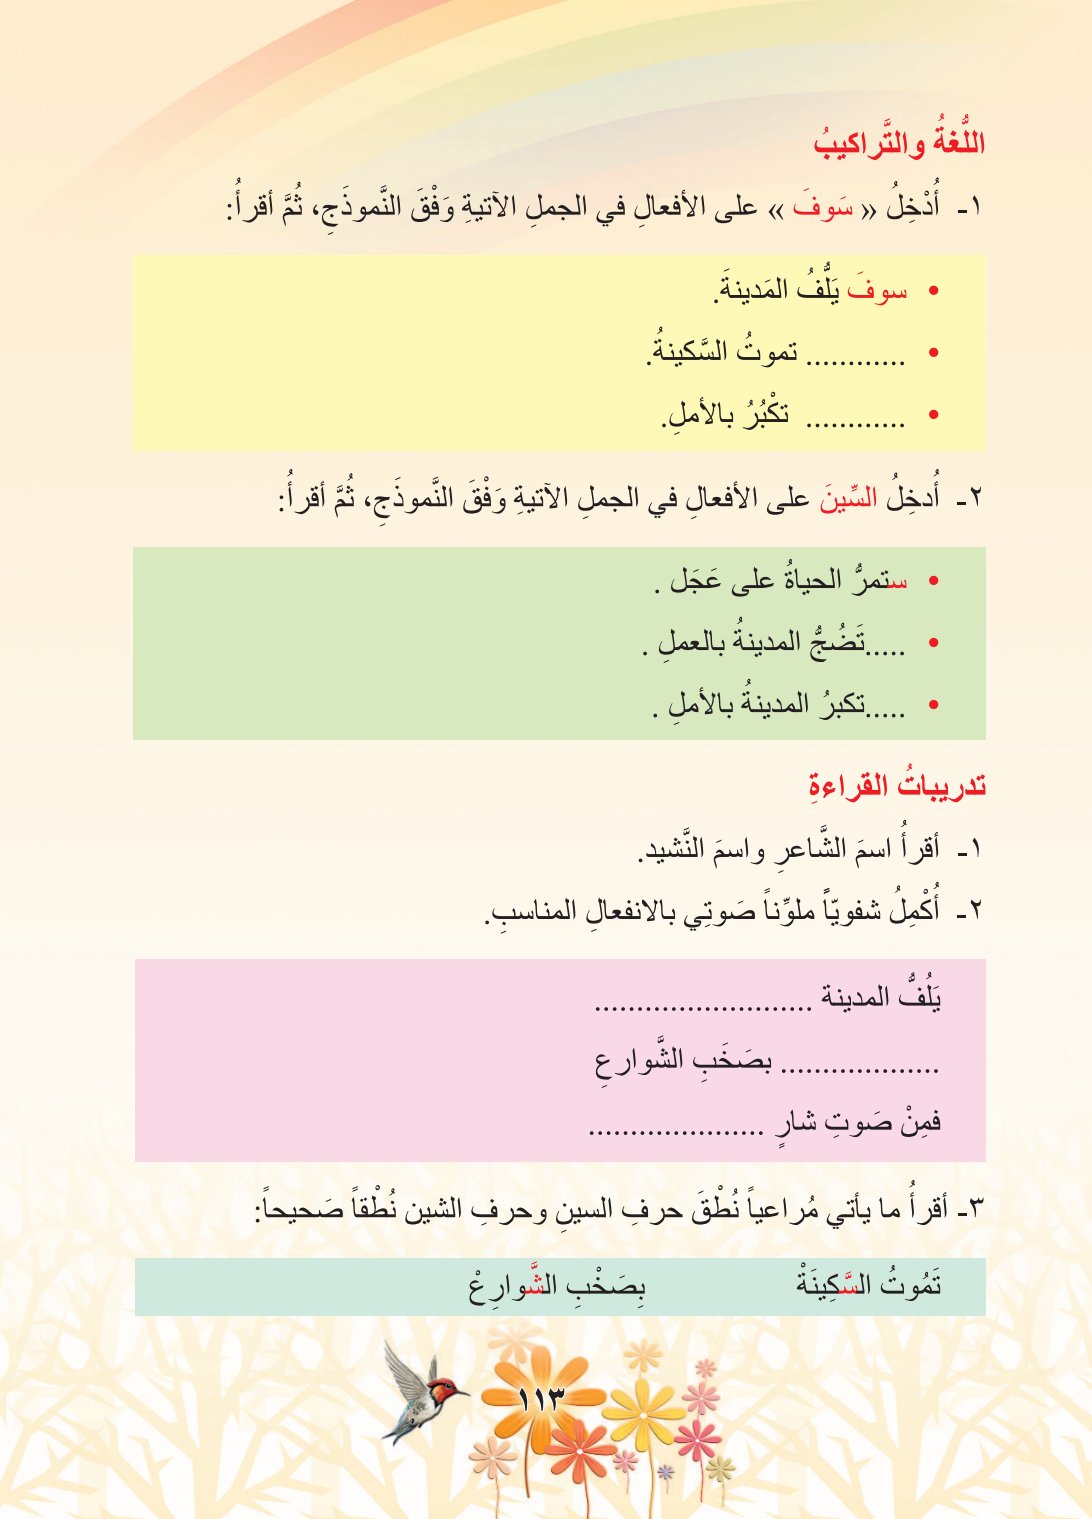 اللُّغةُ والتَّراكيبُ
١- أُدْخِلُ « سَوفَ » على الأفعالِ في الجملِ الآتيةِ وَفْقَ النَّموذَجِ، ثُمَّ أقرأُ:
• سوفَ يَلُّفُ المَدينةَ.
• ............ تموتُ السَّكينةُ.
• ............ تكْبُرُ بالأملِ.
٢- أُدخِلُ السِّينَ على الأفعالِ في الجملِ الآتيةِ وَفْقَ النَّموذَجِ، ثُمَّ أقرأُ:
• ستمرُّ الحياةُ على عَجَل .
• .....تَضُجُّ المدينةُ بالعملِ .
• .....تكبرُ المدينةُ بالأملِ .
تدريباتُ القراءةِ
١- أقرأُ اسمَ الشَّاعرِ واسمَ النَّشيد.
٢- أُكْمِلُ شفويّاً ملوِّناً صَوتِي بالانفعالِ المناسبِ.
يَلُفُّ المدينة ..........................
................... بصَخَبِ الشَّوارعِ
فمِنْ صَوتِ شارٍ .....................
٣- أقرأُ ما يأتي مُراعياً نُطْقَ حرفِ السينِ وحرفِ الشين نُطْقاً صَحيحاً:
تَمُوتُ السَّكِينَةْ بِصَخْبِ الشَّوارِعْ
١١٣